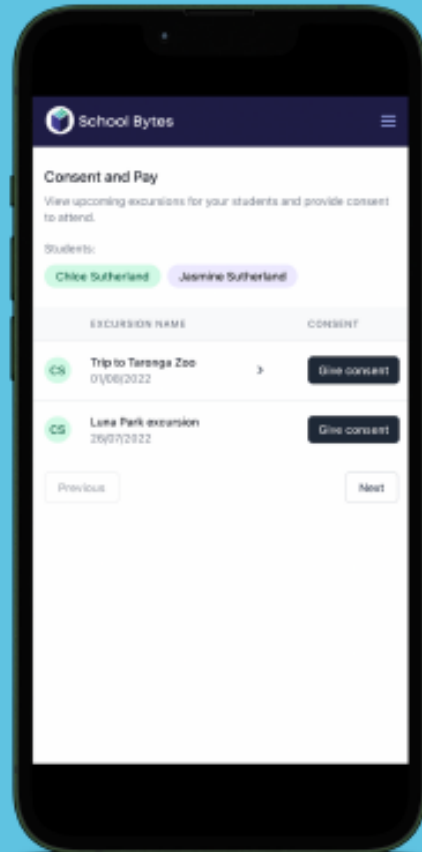 School Bytes
Consent and Pay
View upcoming excursions for your students and provide consent
to attend.
Students:
Chloe Sutherland Jasmine Sutherland
EXCURSION NAME CONSENT
CS Trip to Taronga Zoo Give consent
01/08/2022
CS Luna Park excursion Give consent
26/07/2022
Previous Next